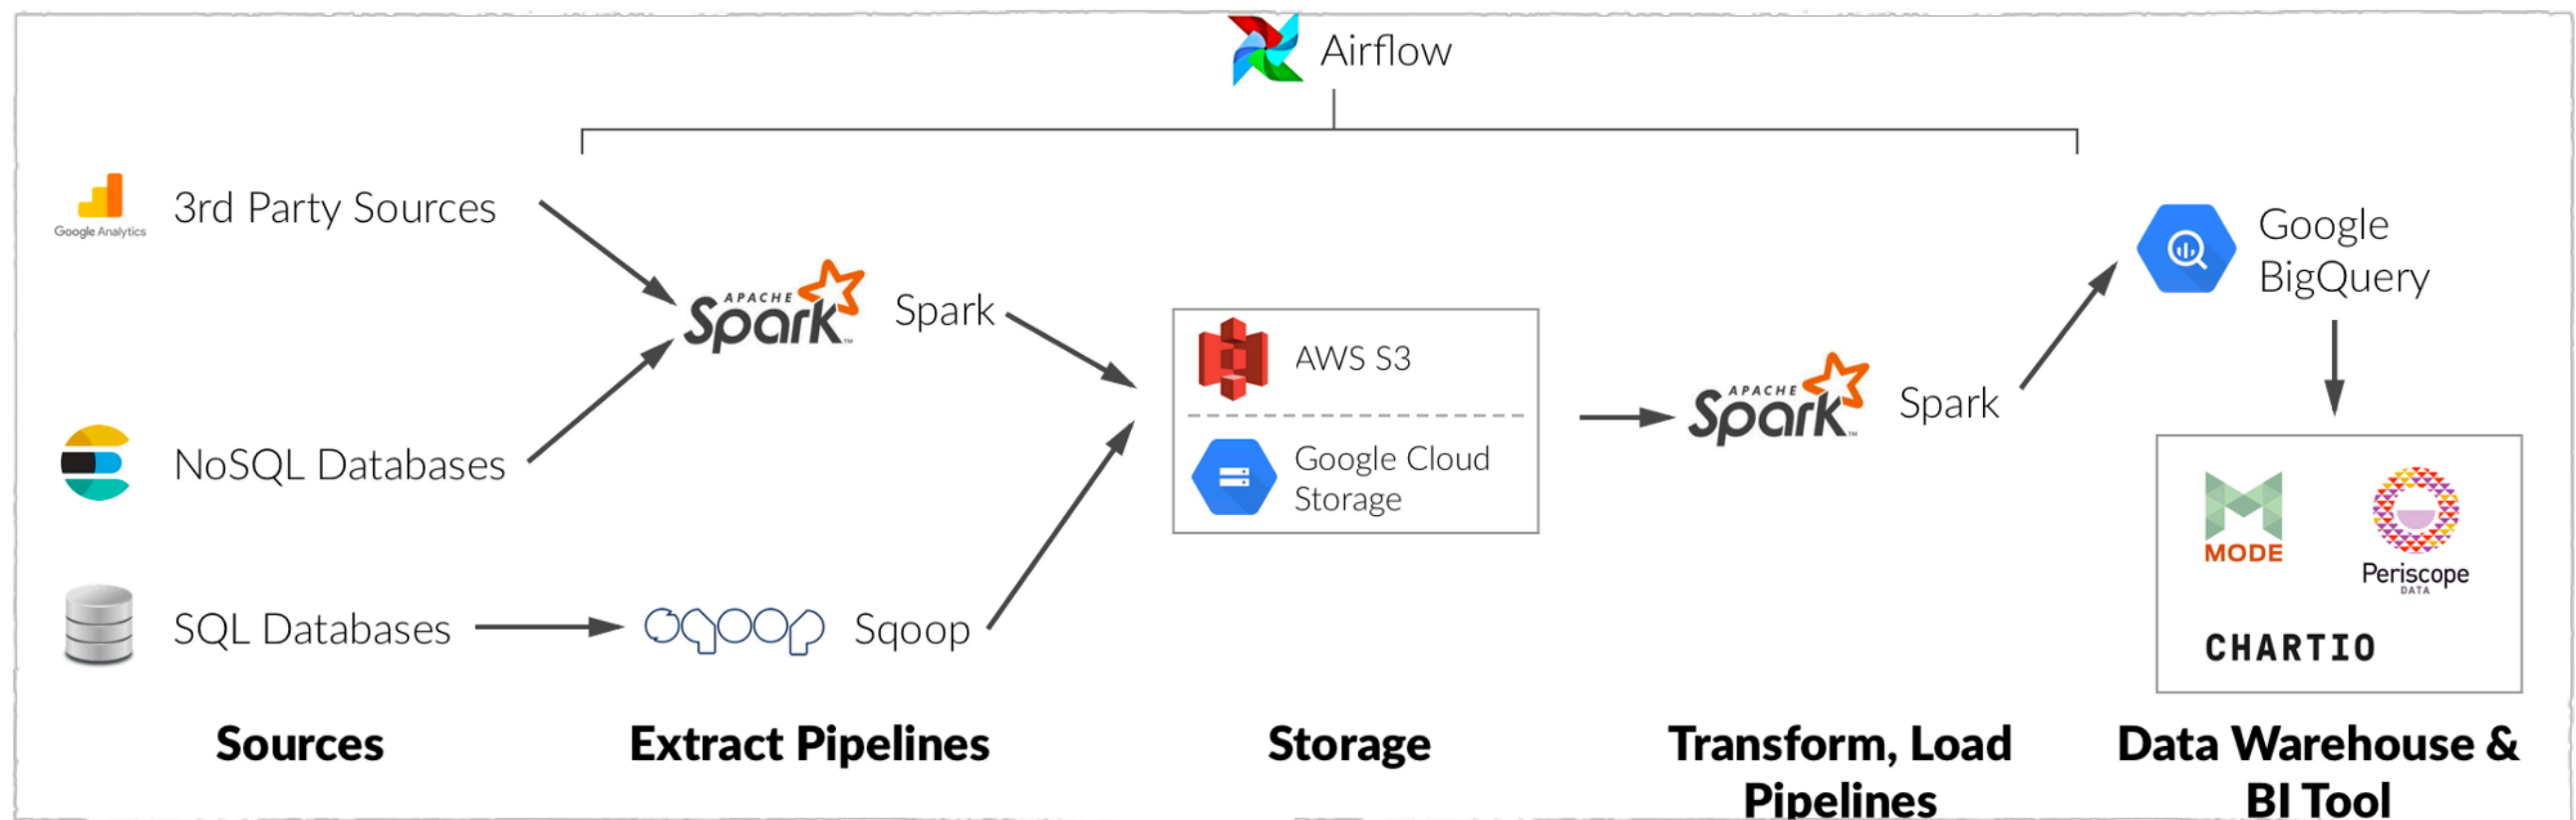 Airflow
Google Analytics
3rd Party Sources
APACHE
Spark™
Spark
NoSQL Databases
SQL Databases
sqoop
Sqoop
AWS S3
Google Cloud
Storage
APACHE
Spark™
Spark
Google
BigQuery
MODE
Periscope
DATA
CHARTIO
Sources
Extract Pipelines
Storage
Transform, Load
Pipelines
Data Warehouse &
BI Tool